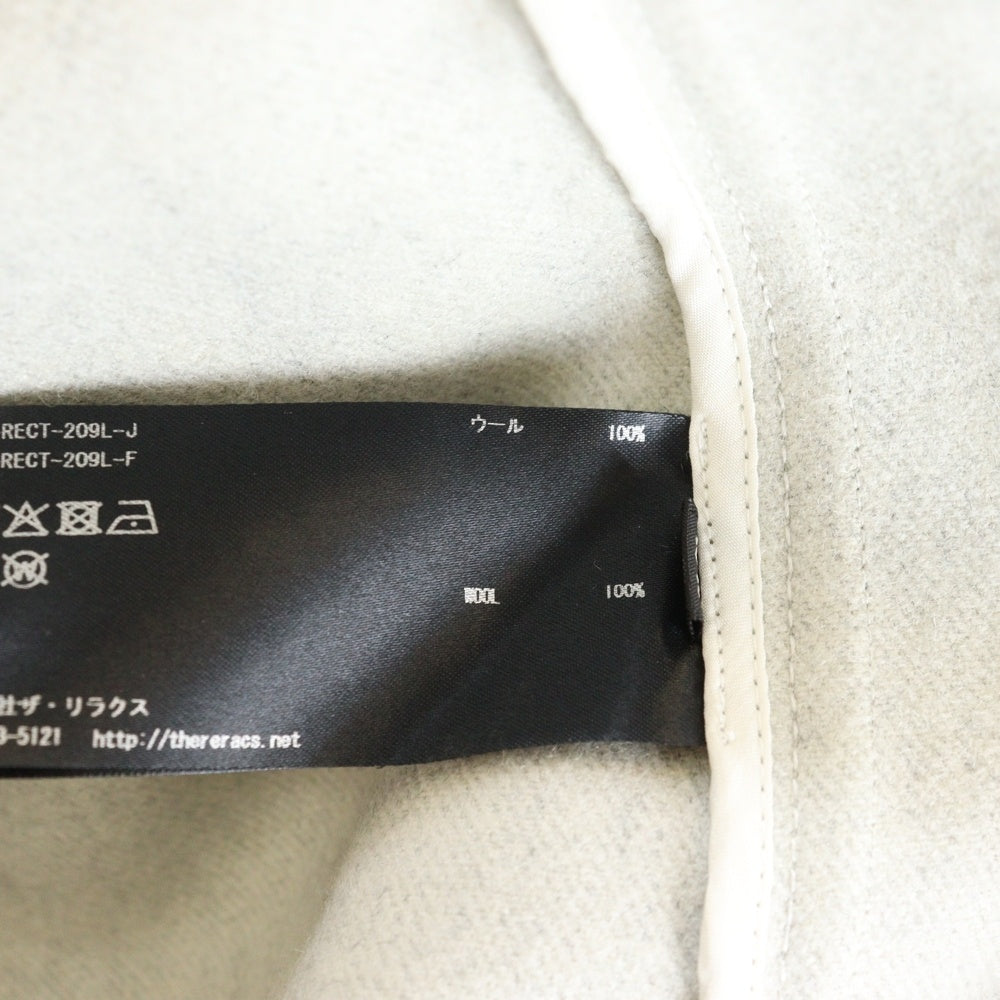 RECT-209L-J
RECT-209L-F
ウール 100%
WOOL 100%
社ザ・リラクス
3-5121 http://thereracs.net